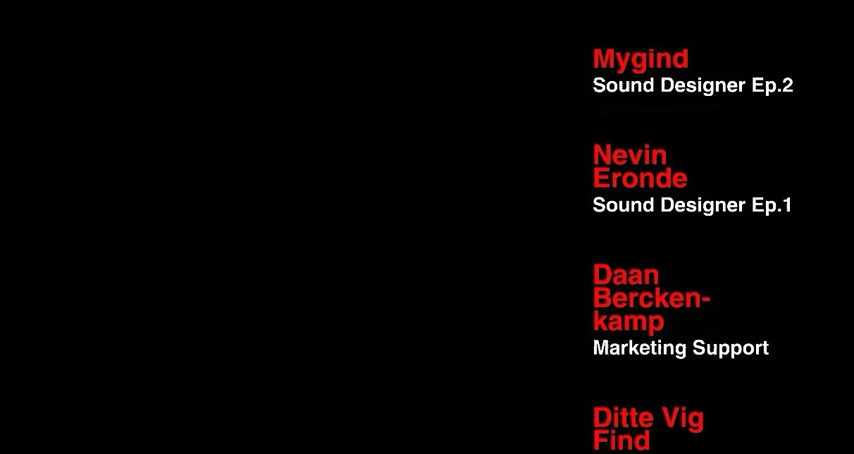 Mygind
Sound Designer Ep.2
Nevin
Eronde
Sound Designer Ep.1
Daan
Bercken-
kamp
Marketing Support
Ditte Vig
Find